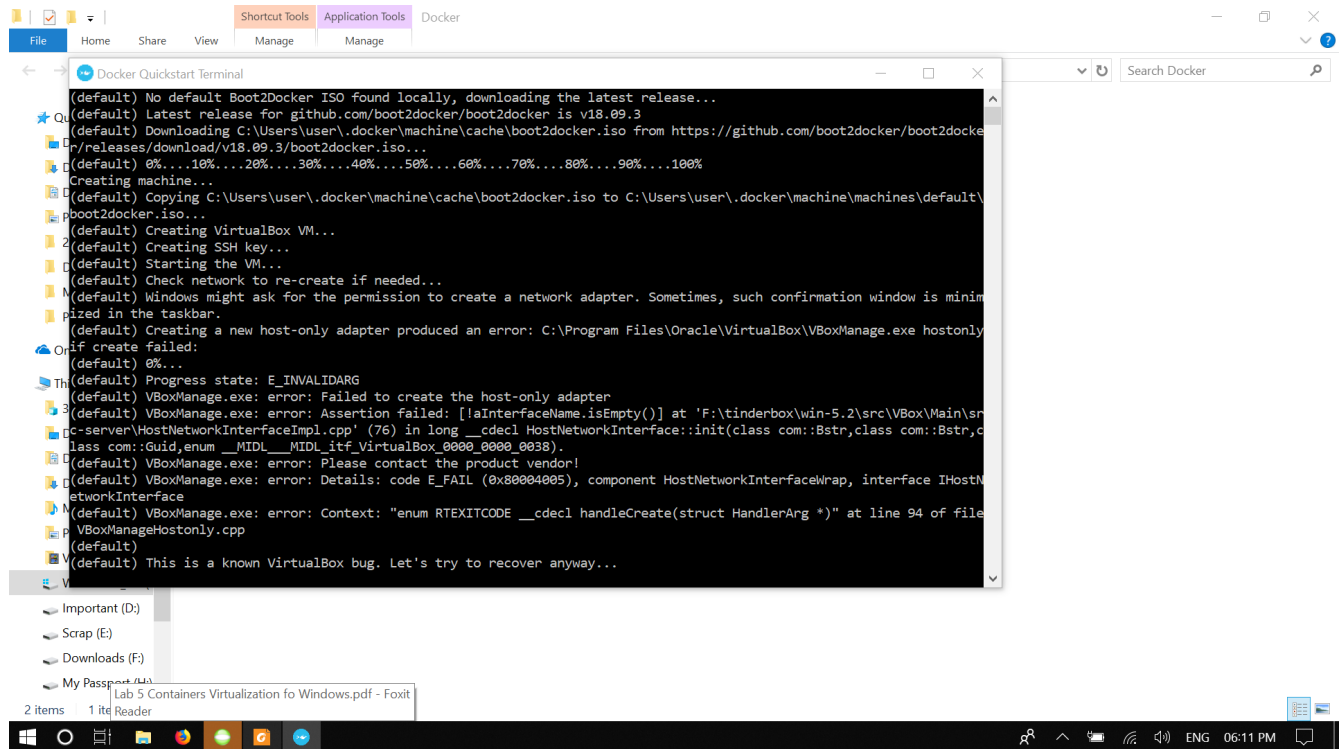 Shortcut Tools
Application Tools
Docker
File
Home
Share
View
Manage
Manage
Search Docker
Docker Quickstart Terminal
(default) No default Boot2Docker ISO found locally, downloading the latest release...
(default) Latest release for github.com/boot2docker/boot2docker is v18.09.3
(default) Downloading C:\Users\user\.docker\machine\cache\boot2docker.iso from https://github.com/boot2docker/boot2docke
r/releases/download/v18.09.3/boot2docker.iso...
(default) 0%....10%....20%....30%....40%....50%....60%....70%....80%....90%....100%
Creating machine...
(default) Copying C:\Users\user\.docker\machine\cache\boot2docker.iso to C:\Users\user\.docker\machine\machines\default\
boot2docker.iso...
(default) Creating VirtualBox VM...
(default) Creating SSH key...
(default) Starting the VM...
(default) Check network to re-create if needed...
(default) Windows might ask for the permission to create a network adapter. Sometimes, such confirmation window is minim
ized in the taskbar.
(default) Creating a new host-only adapter produced an error: C:\Program Files\Oracle\VirtualBox\VBoxManage.exe hostonly
if create failed:
(default) 0%...
(default) Progress state: E_INVALIDARG
(default) VBoxManage.exe: error: Failed to create the host-only adapter
(default) VBoxManage.exe: error: Assertion failed: [!aInterfaceName.isEmpty()] at 'F:\tinderbox\win-5.2\src\VBox\Main\sr
c-server\HostNetworkInterfaceImpl.cpp' (76) in long __cdecl HostNetworkInterface::init(class com::Bstr,class com::Bstr,c
lass com::Guid,enum __MIDL___MIDL_itf_VirtualBox_0000_0000_0038).
(default) VBoxManage.exe: error: Please contact the product vendor!
(default) VBoxManage.exe: error: Details: code E_FAIL (0x80004005), component HostNetworkInterfaceWrap, interface IHostN
etworkInterface
(default) VBoxManage.exe: error: Context: "enum RTEXITCODE __cdecl handleCreate(struct HandlerArg *)" at line 94 of file
VBoxManageHostonly.cpp
(default)
(default) This is a known VirtualBox bug. Let's try to recover anyway...
Important (D:)
Scrap (E:)
Downloads (F:)
My Passport (H:)
Lab 5 Containers Virtualization fo Windows.pdf - Foxit
Reader
2 items
1 ite
ENG
06:11 PM